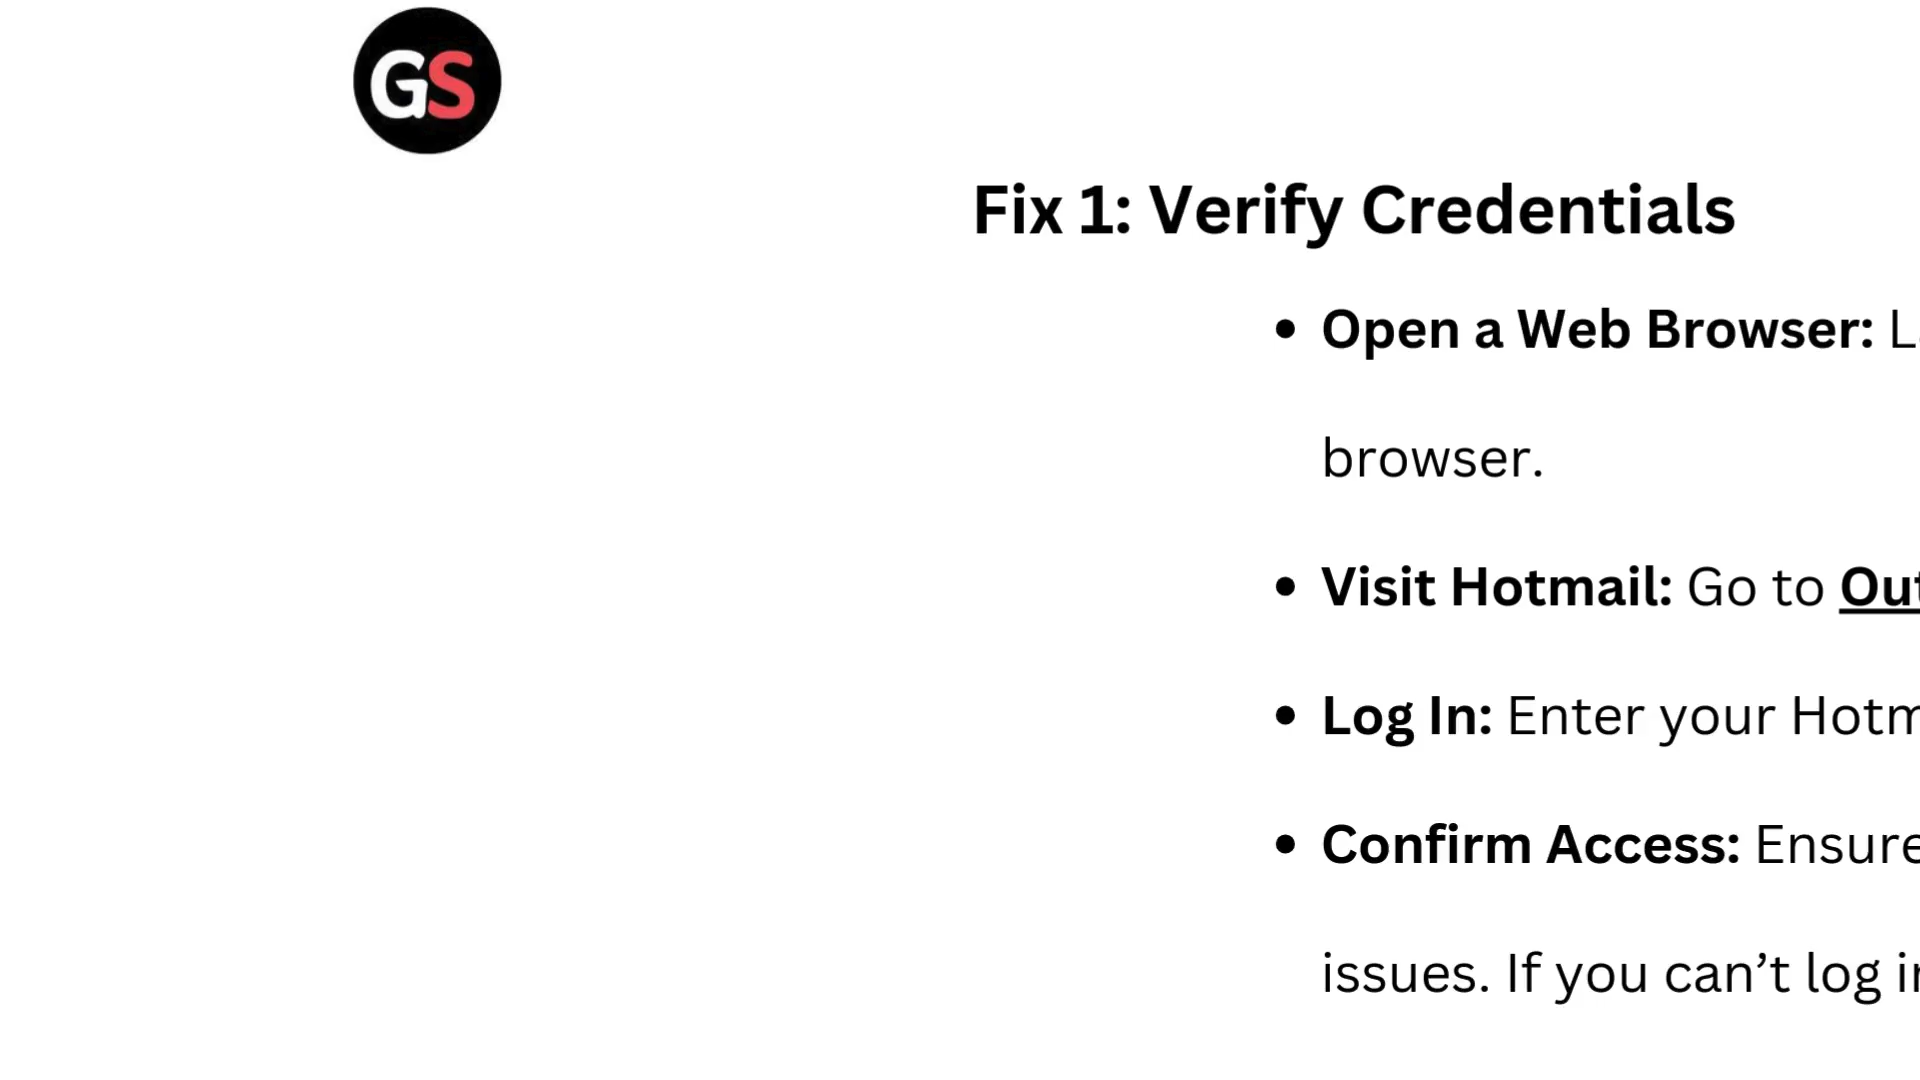 GS
Fix 1: Verify Credentials
• Open a Web Browser:
browser.
• Visit Hotmail: Go to
• Log In: Enter your
• Confirm Access: Ensure
issues. If you can’t log